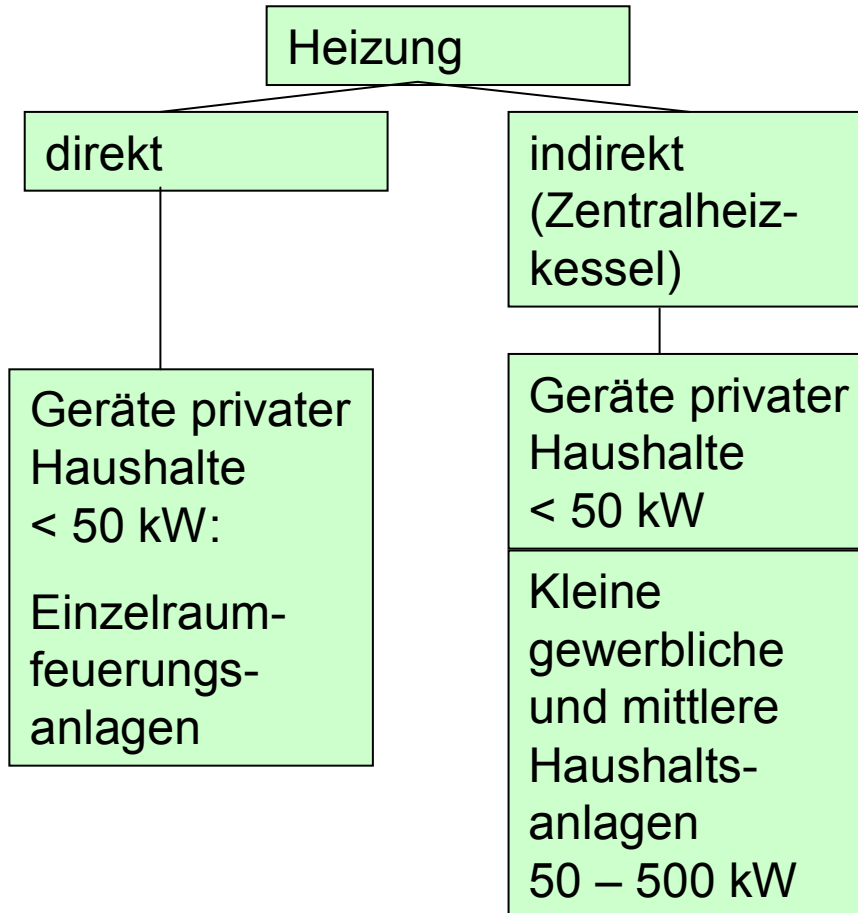 Heizung
direkt
indirekt
(Zentralheiz-
kessel)
Geräte privater
Haushalte
< 50 kW:
Einzelraum-
feuerungs-
anlagen
Geräte privater
Haushalte
< 50 kW
Kleine
gewerbliche
und mittlere
Haushalts-
anlagen
50 – 500 kW